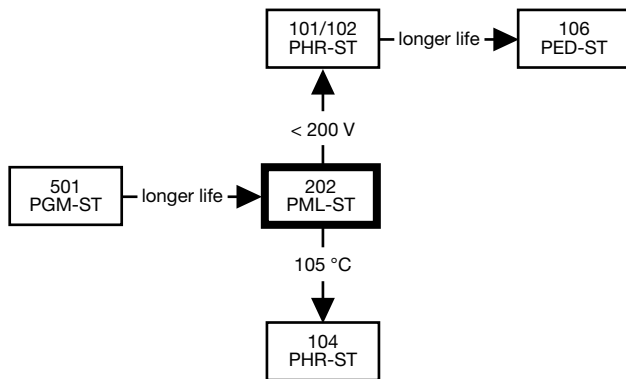 101/102
PHR-ST
longer life
106
PED-ST
< 200 V
501
PGM-ST
longer life
202
PML-ST
105 °C
104
PHR-ST